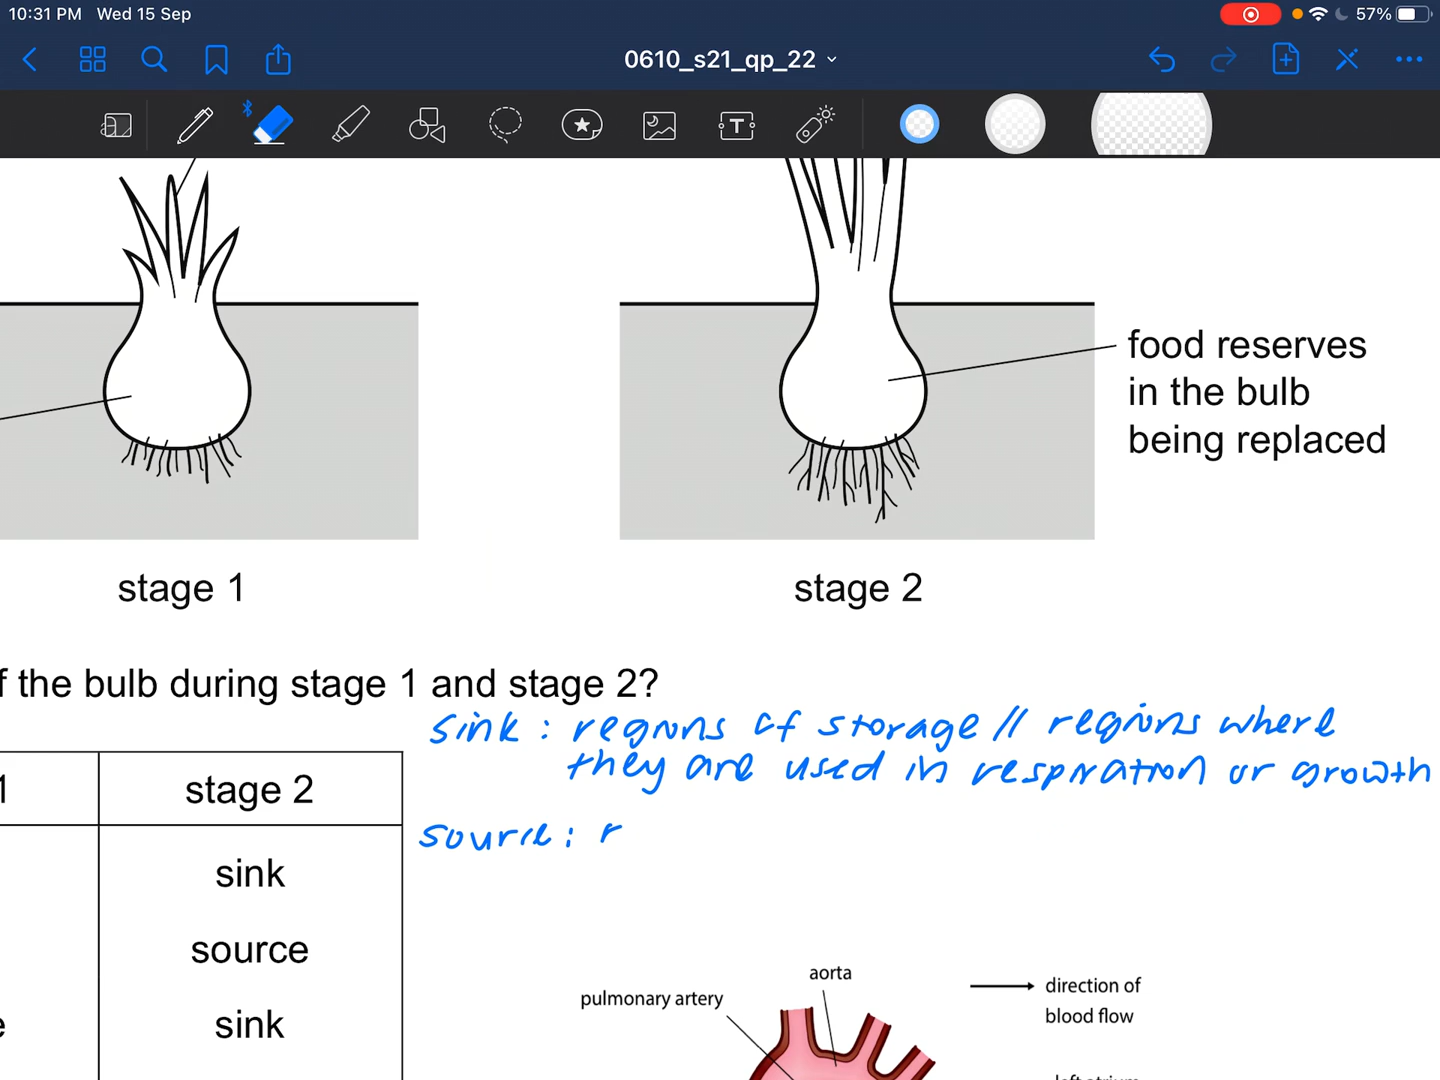 10:31 PM Wed 15 Sep
57%
0610_s21_qp_22
T
food reserves
in the bulb
being replaced
stage 1
stage 2
f the bulb during stage 1 and stage 2?
sink : regions of storage // regions where
they are used in respiration or growth
source : r
1
stage 2
sink
source
e
sink
aorta
pulmonary artery
direction of
blood flow
left atrium